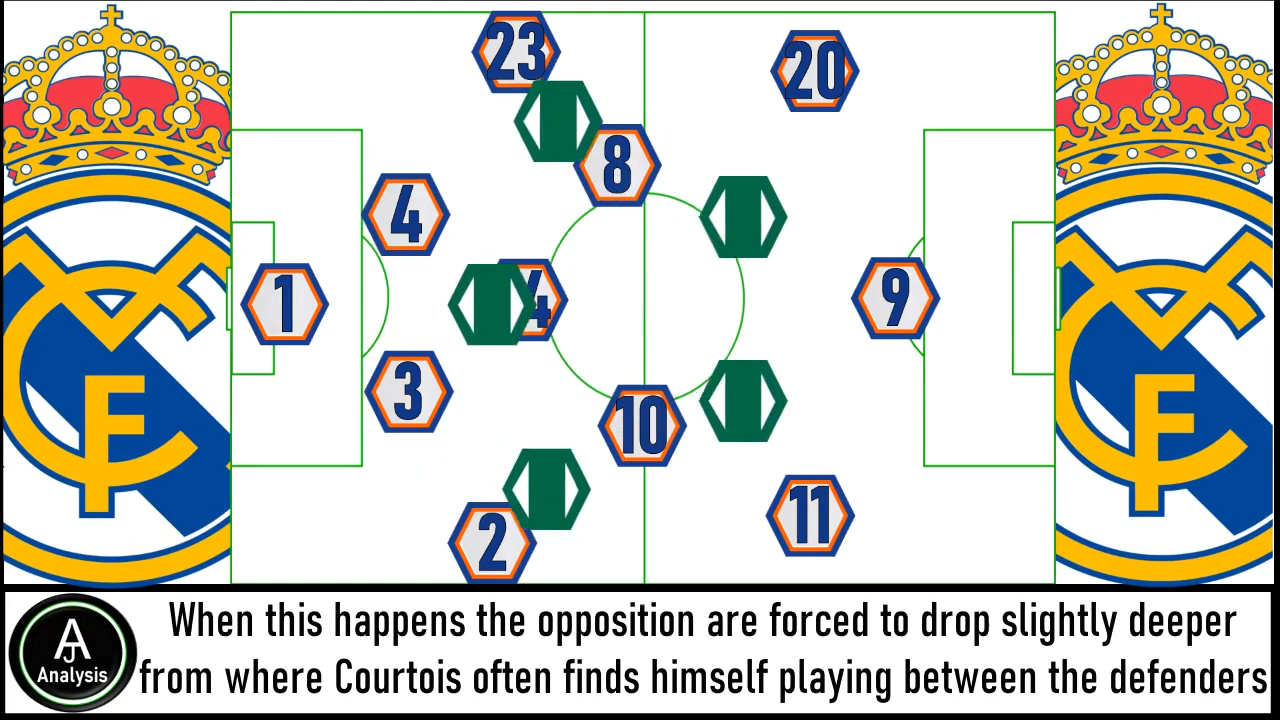 23
20
8
4
4
1
9
3
10
2
11
AJ
Analysis
When this happens the opposition are forced to drop slightly deeper
from where Courtois often finds himself playing between the defenders